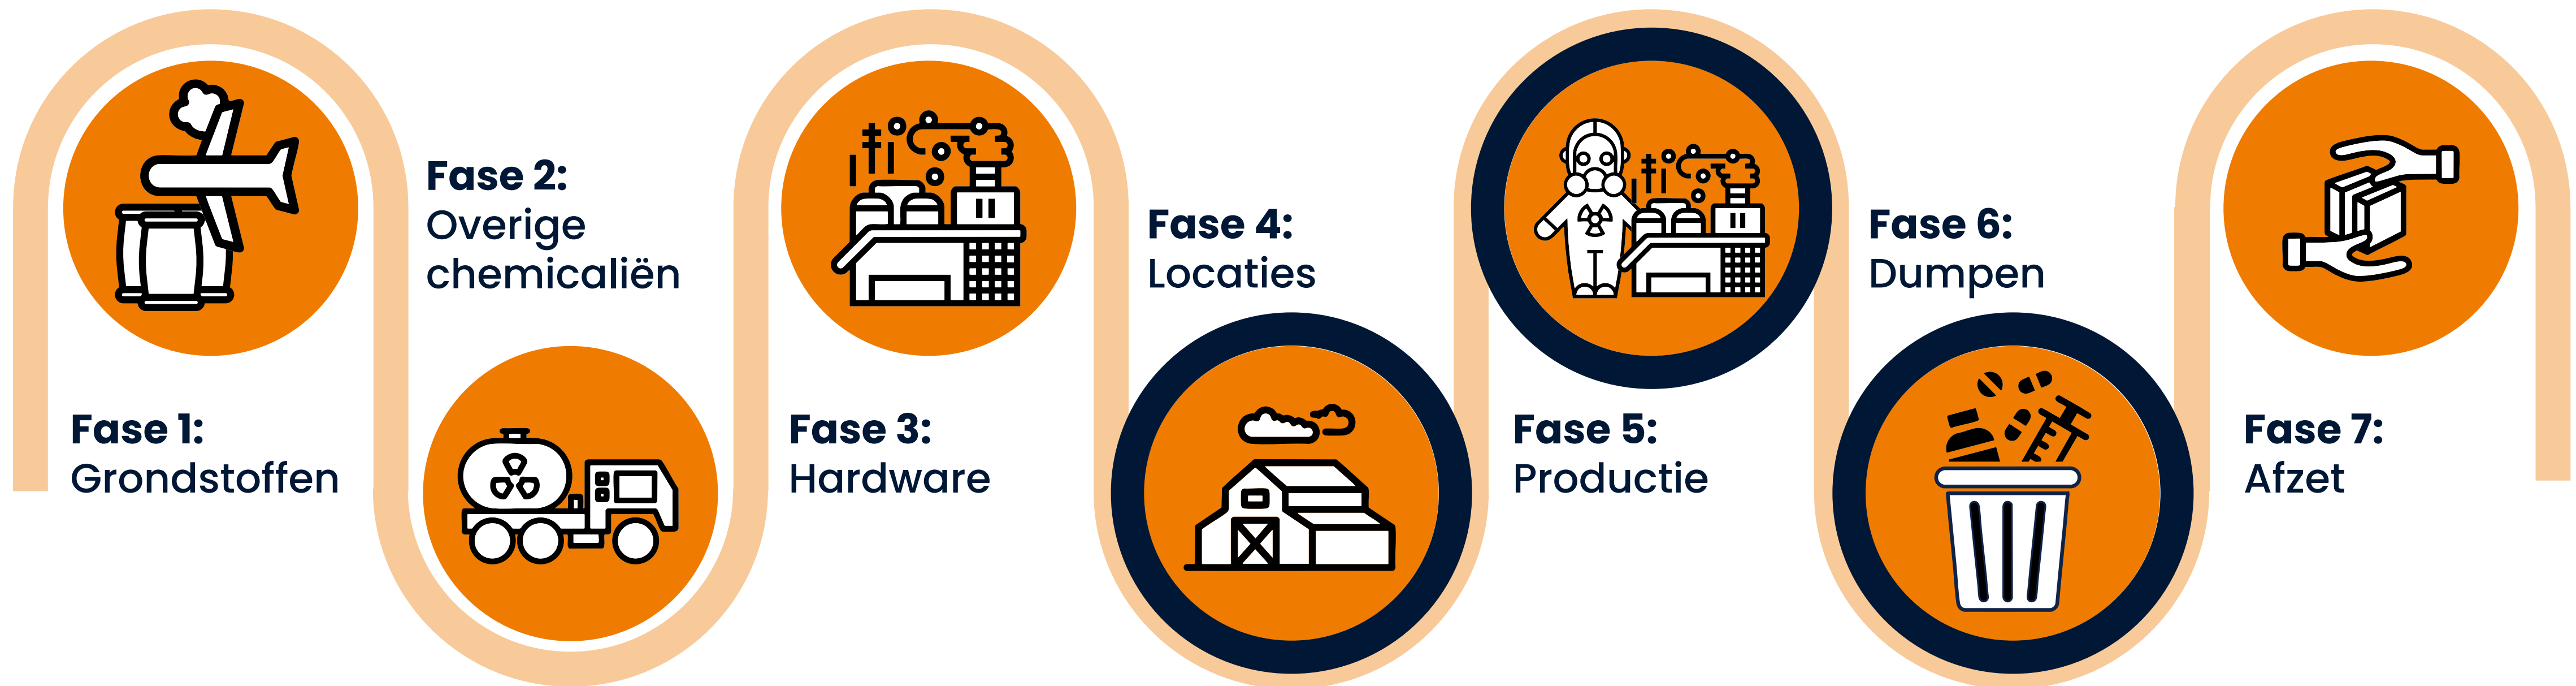 Fase 1:
Grondstoffen
Fase 2:
Overige
chemicaliën
Fase 3:
Hardware
Fase 4:
Locaties
Fase 5:
Productie
Fase 6:
Dumpen
Fase 7:
Afzet